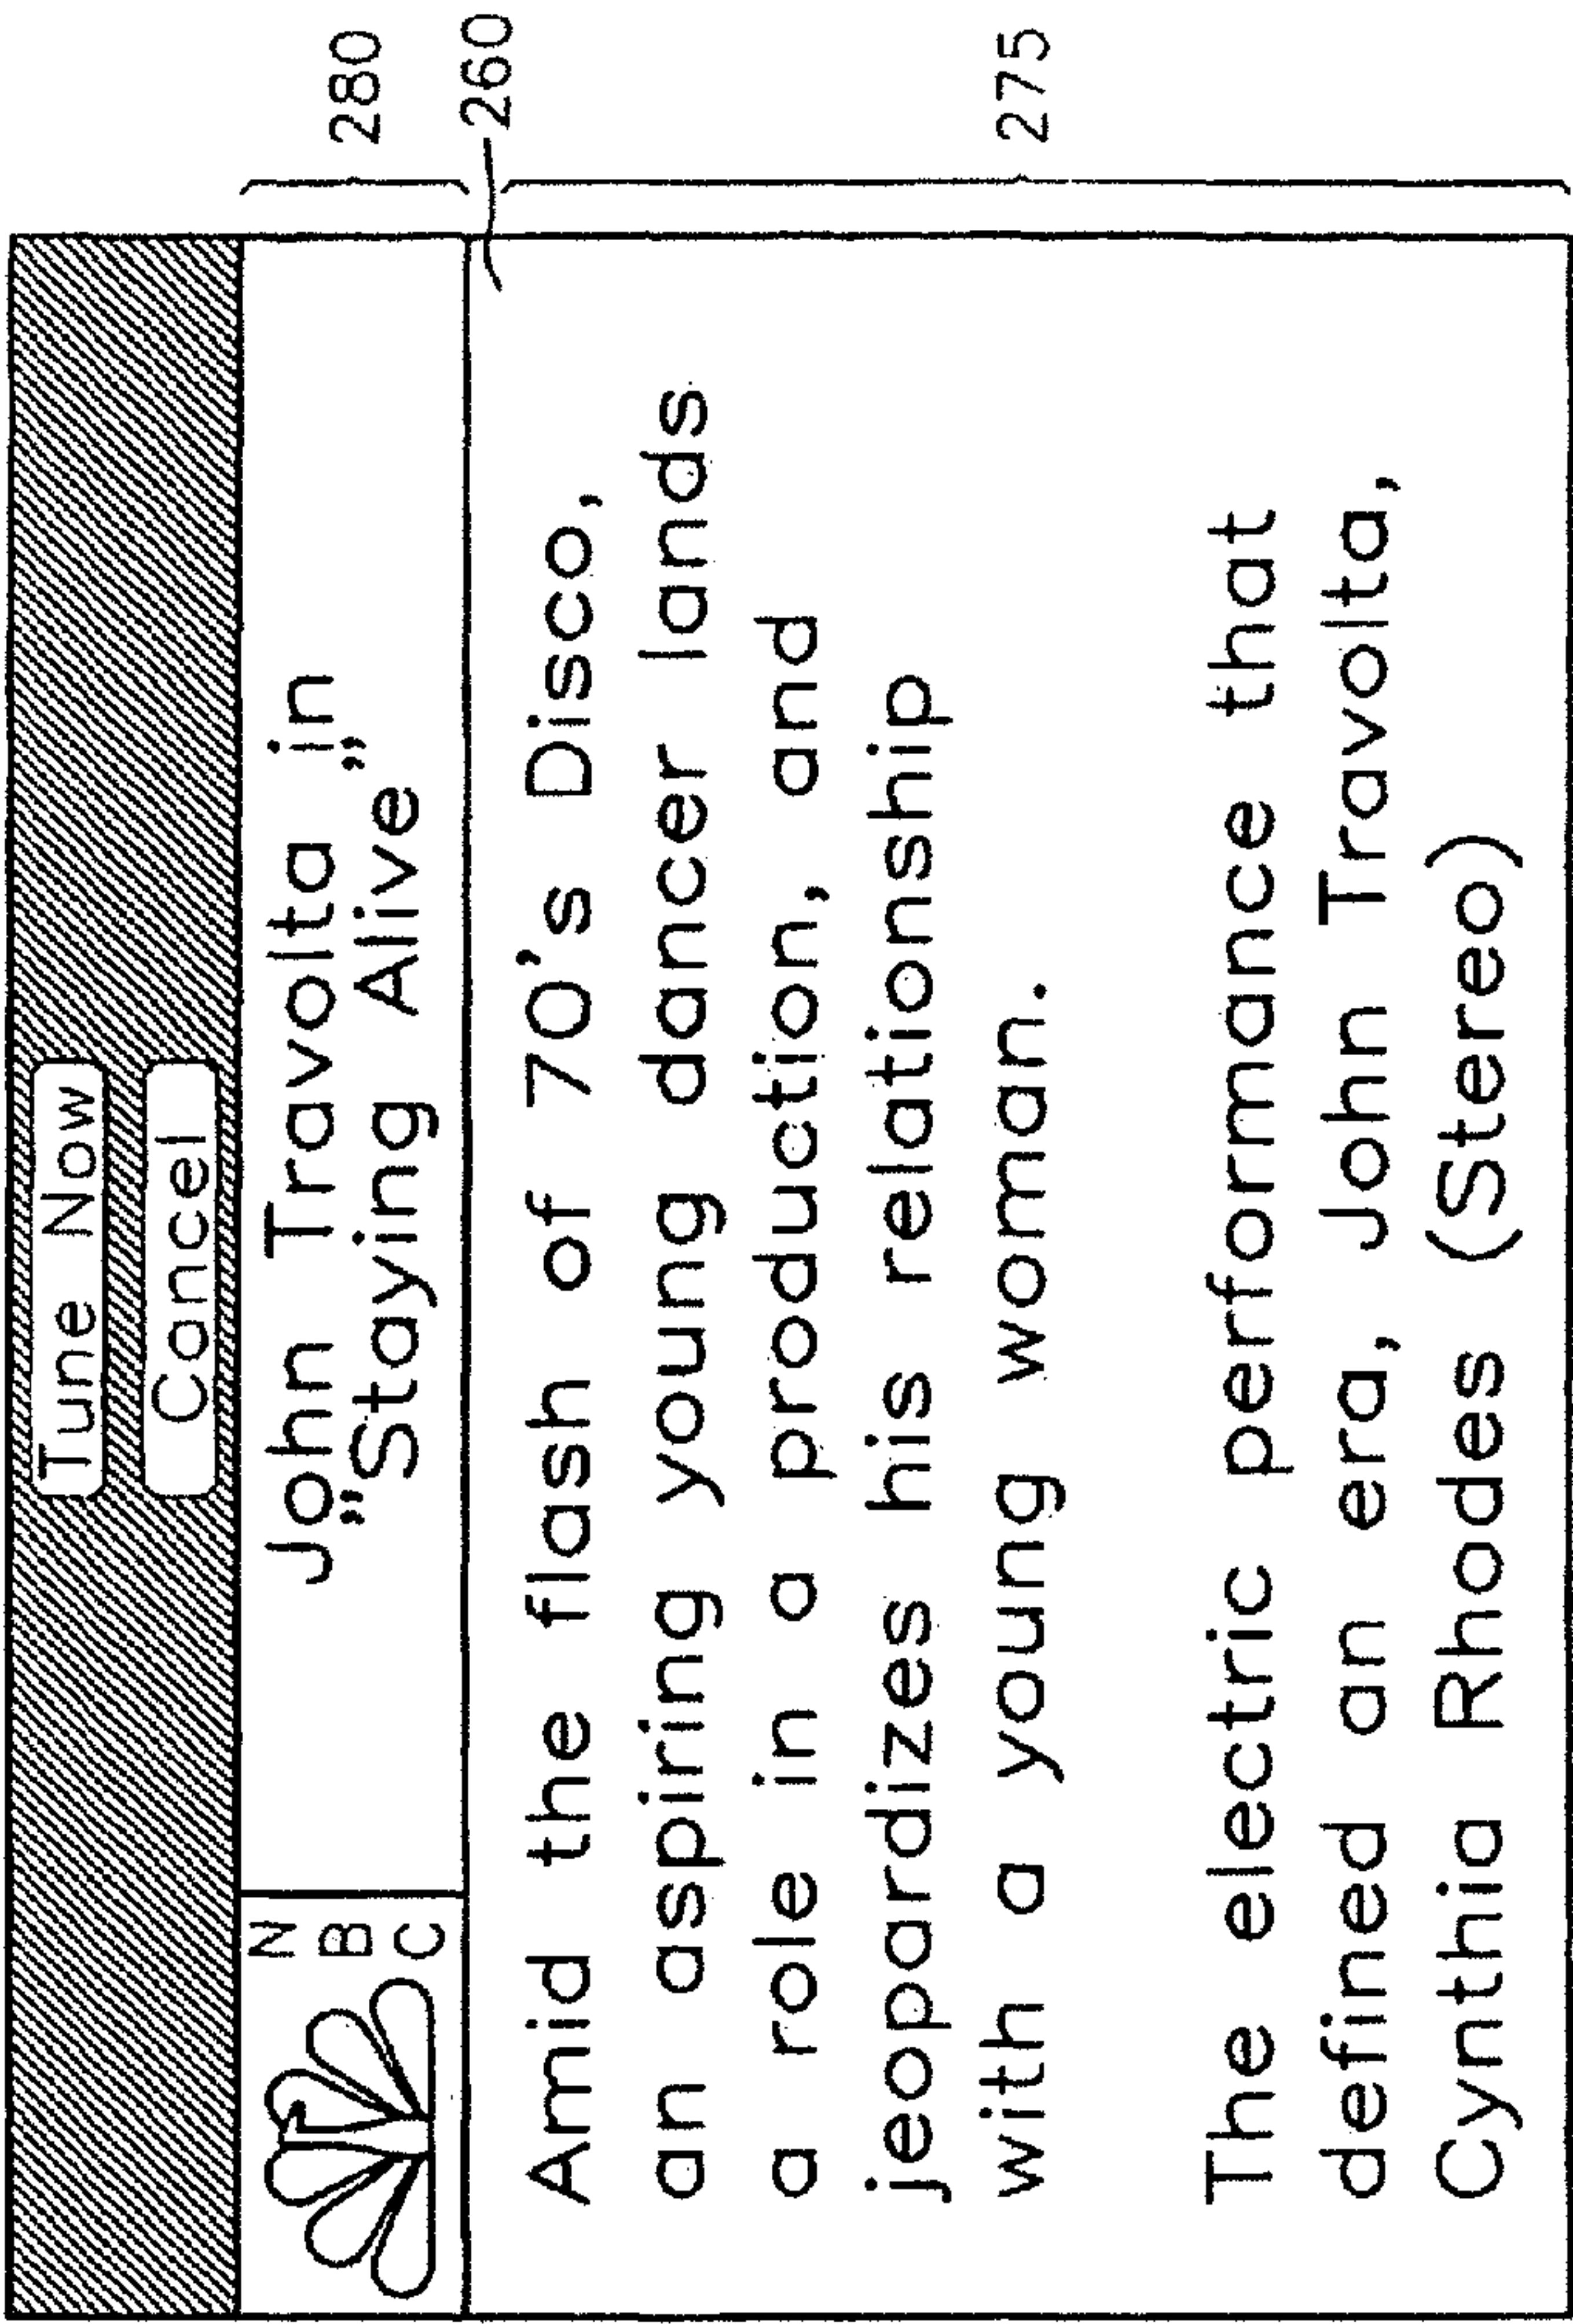 Tune Now
Cancel
N
B
C
John Travolta in
"Staying Alive"
280
260
Amid the flash of 70's Disco,
an aspiring young dancer lands
a role in a production, and
jeopardizes his relationship
with a young woman.
The electric performance that
defined an era, John Travolta,
Cynthia Rhodes (Stereo)
275